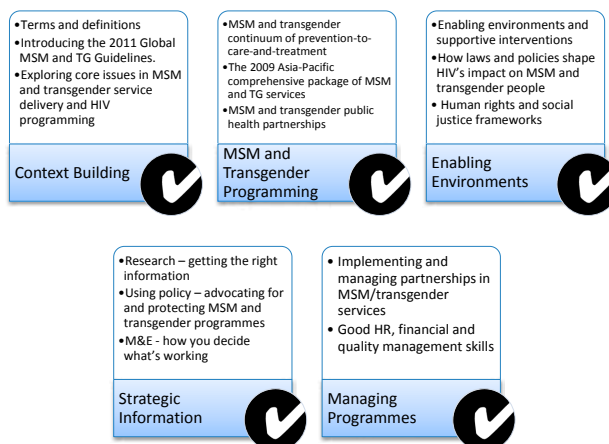 •Terms and definitions
•Introducing the 2011 Global
MSM and TG Guidelines.
•Exploring core issues in MSM
and transgender service
delivery and HIV
programming
Context Building
•MSM and transgender
continuum of prevention-to-
care-and-treatment
•The 2009 Asia-Pacific
comprehensive package of MSM
and TG services
•MSM and transgender public
health partnerships
MSM and
Transgender
Programming
•Enabling environments and
supportive interventions
•How laws and policies shape
HIV's impact on MSM and
transgender people
• Human rights and social
justice frameworks
Enabling
Environments
•Research – getting the right
information
•Using policy – advocating for
and protecting MSM and
transgender programmes
•M&E - how you decide
what's working
Strategic
Information
• Implementing and
managing partnerships in
MSM/transgender
services
• Good HR, financial and
quality management skills
Managing
Programmes